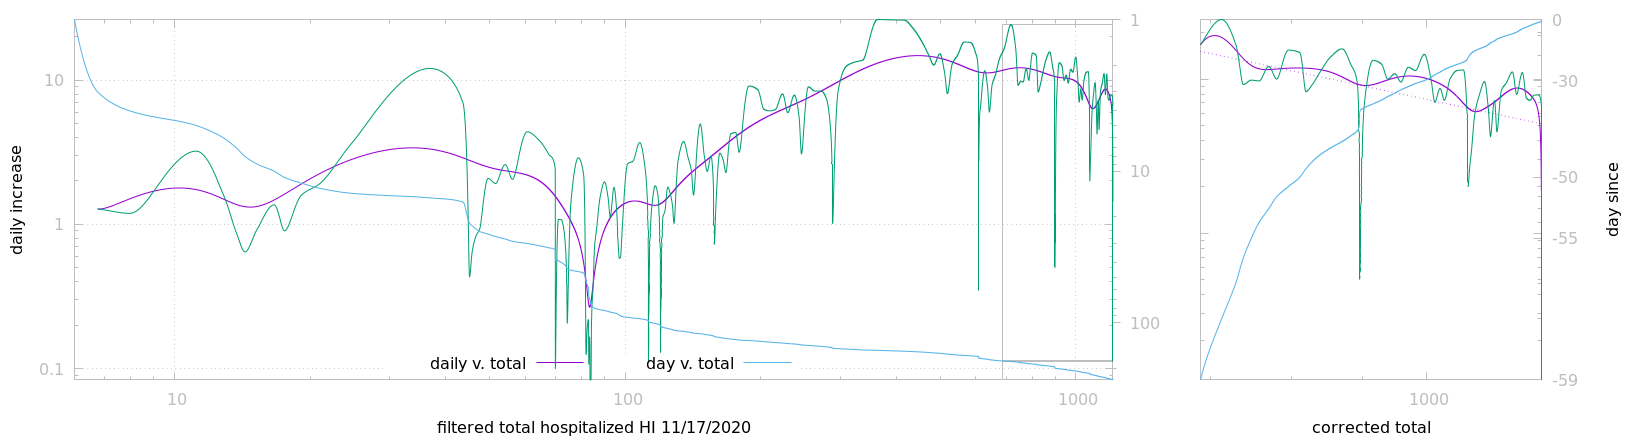 daily increase
10
1
0.1
daily v. total
day v. total
10
100
1000
filtered total hospitalized HI 11/17/2020
1
10
100
1000
corrected total
0
-30
-50
-55
-59
day since